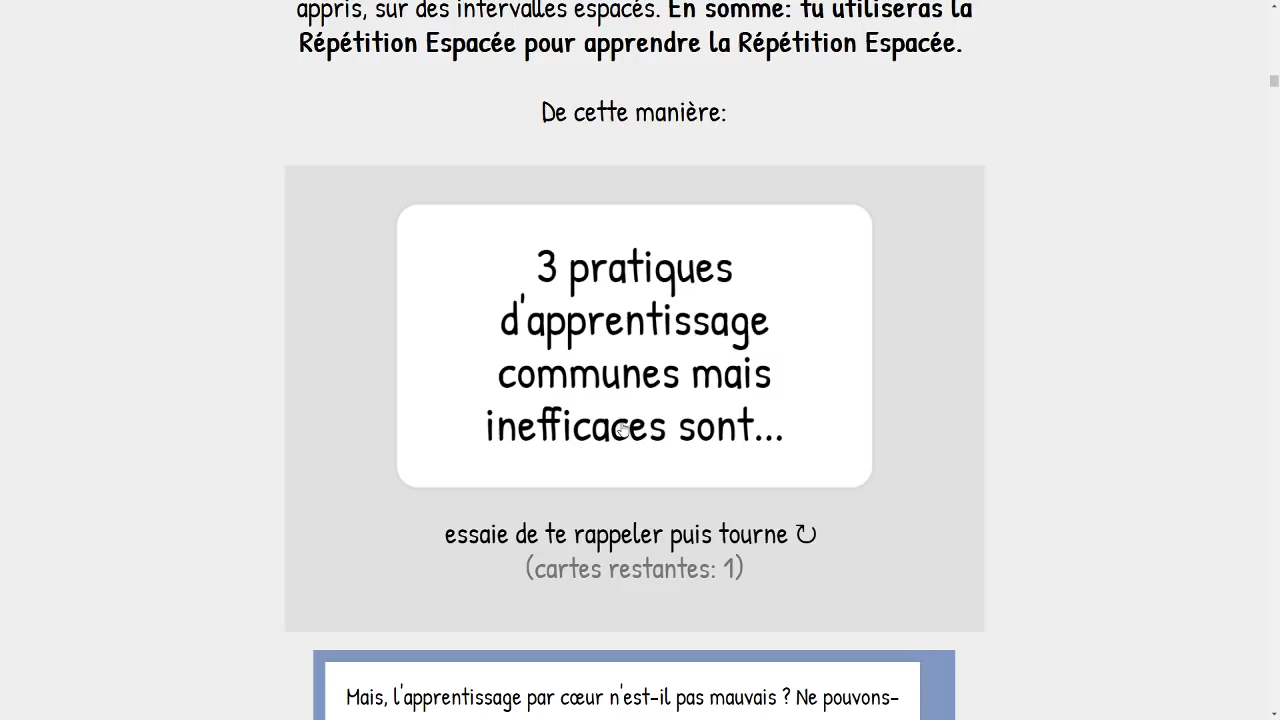 appris, sur des intervalles espacés. En somme: tu utiliseras la
Répétition Espacée pour apprendre la Répétition Espacée.
De cette manière:
3 pratiques
d'apprentissage
communes mais
inefficaces sont...
essaie de te rappeler puis tourne ↻
(cartes restantes: 1)
Mais, l'apprentissage par cœur n'est-il pas mauvais ? Ne pouvons-